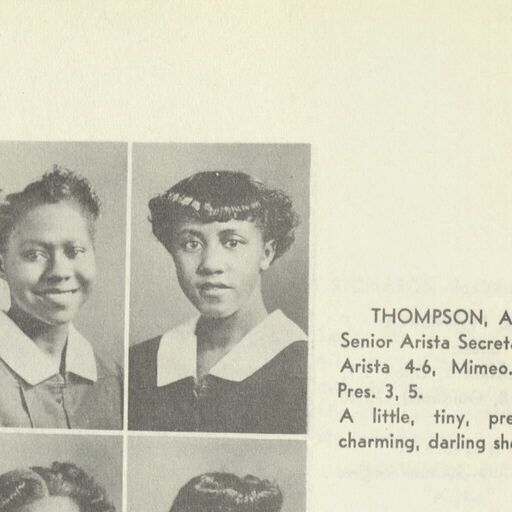 THOMPSON, A
Senior Arista Secret
Arista 4-6, Mimeo.
Pres. 3, 5.
A little, tiny, pre
charming, darling sh